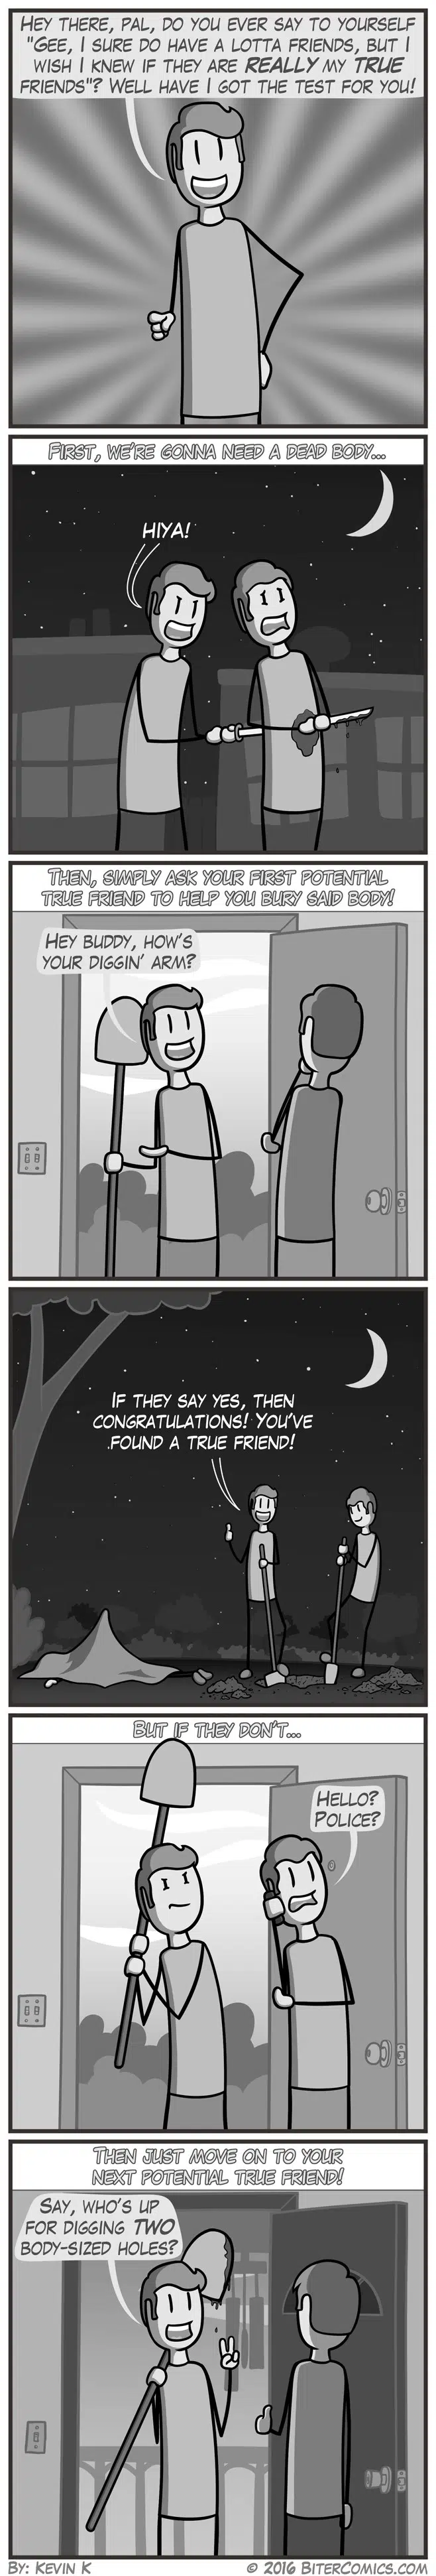 Hey there, pal, do you ever say to yourself
"Gee, I sure do have a lotta friends, but I
wish I knew if they are REALLY my TRUE
friends"? Well have I got the test for you!
First, we're gonna need a dead body...
HIYA!
Then, simply ask your first potential
true friend to help you bury said body!
Hey buddy, how's
your diggin' arm?
If they say yes, then
congratulations! You've
found a true friend!
But if they don't...
Hello?
Police?
Then just move on to your
next potential true friend!
Say, who's up
for digging TWO
body-sized holes?
By: Kevin K
© 2016 BiterComics.com